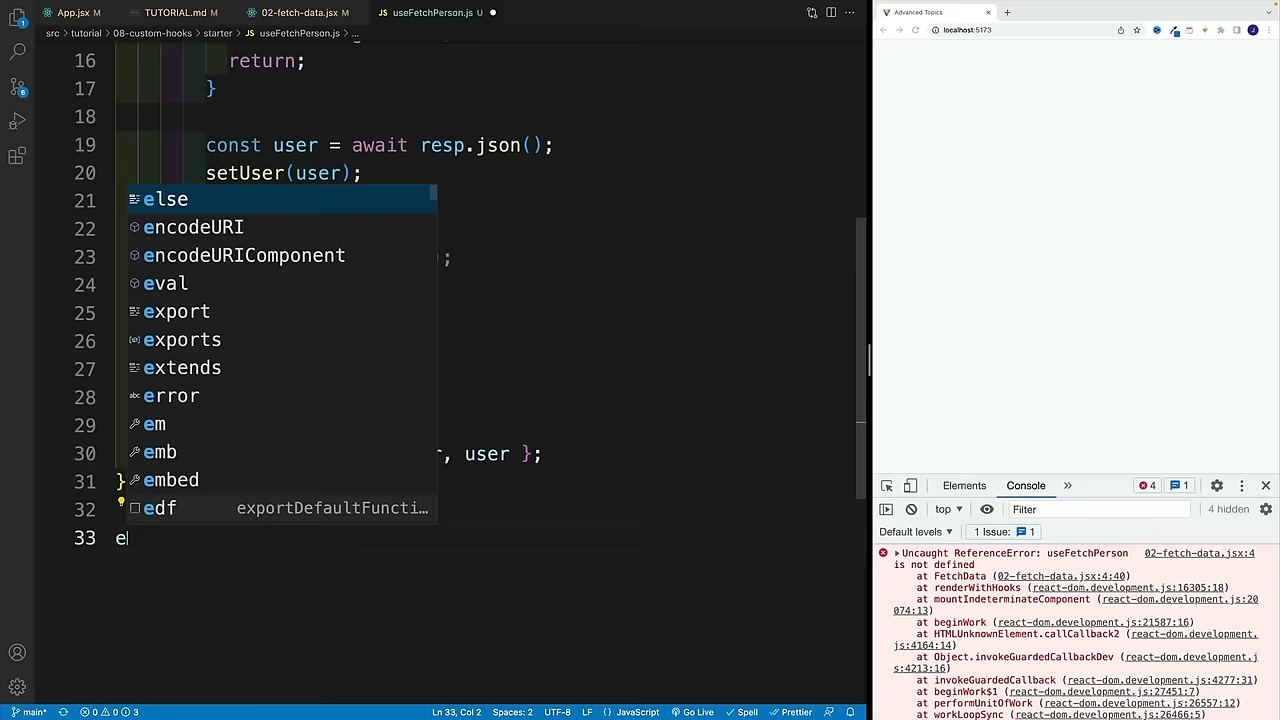 App.jsx M
TUTORIAL.md M
02-fetch-data.jsx M
useFetchPerson.js U
src > tutorial > 08-custom-h > starter > JS useFetchPerson.js > ...
16 return;
17 }
18
19 const user = await resp.json();
20 setUser(user);
21 else
22 encodeURI
23 encodeURIComponent ;
24 eval
25 export
26 exports
27 extends
28 error
29 em
30 emb r, user };
31 } embed
32 edf exportDefaultFuncti...
33 e
main* 0 0 3 Ln 33, Col 2 Spaces: 2 UTF-8 LF {} JavaScript Go Live Spell Prettier
Advanced Topics
localhost:5173
Elements Console » 4 1
top Filter 4 hidden
Default levels 1 Issue: 1
Uncaught ReferenceError: useFetchPerson 02-fetch-data.jsx:4
is not defined
at FetchData (02-fetch-data.jsx:4:40)
at renderWithHooks (react-dom.development.js:16305:18)
at mountIndeterminateComponent (react-dom.development.js:20
074:13)
at beginWork (react-dom.development.js:21587:16)
at HTMLUnknownElement.callCallback2 (react-dom.development.
js:4164:14)
at Object.invokeGuardedCallbackDev (react-dom.development.j
s:4213:16)
at invokeGuardedCallback (react-dom.development.js:4277:31)
at beginWork$1 (react-dom.development.js:27451:7)
at performUnitOfWork (react-dom.development.js:26557:12)
at workLoopSync (react-dom.development.js:26466:5)